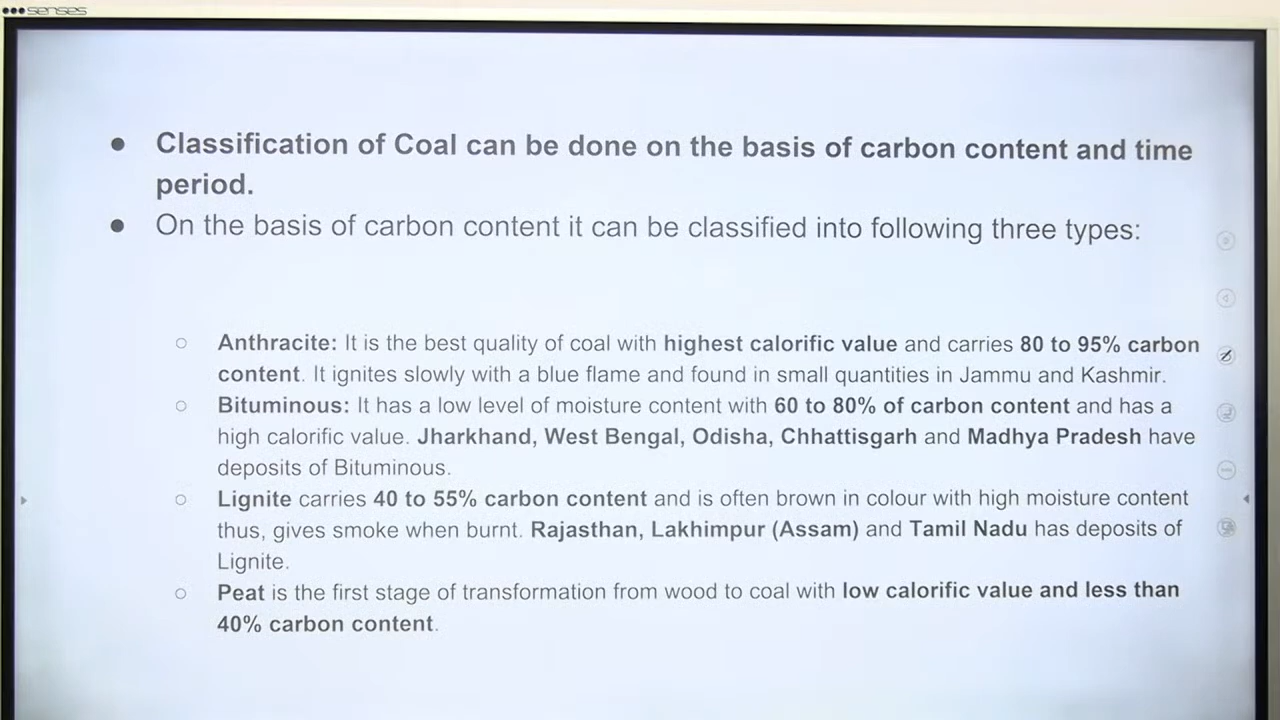 senses
● Classification of Coal can be done on the basis of carbon content and time
period.
● On the basis of carbon content it can be classified into following three types:
○ Anthracite: It is the best quality of coal with highest calorific value and carries 80 to 95% carbon
content. It ignites slowly with a blue flame and found in small quantities in Jammu and Kashmir.
○ Bituminous: It has a low level of moisture content with 60 to 80% of carbon content and has a
high calorific value. Jharkhand, West Bengal, Odisha, Chhattisgarh and Madhya Pradesh have
deposits of Bituminous.
○ Lignite carries 40 to 55% carbon content and is often brown in colour with high moisture content
thus, gives smoke when burnt. Rajasthan, Lakhimpur (Assam) and Tamil Nadu has deposits of
Lignite.
○ Peat is the first stage of transformation from wood to coal with low calorific value and less than
40% carbon content.